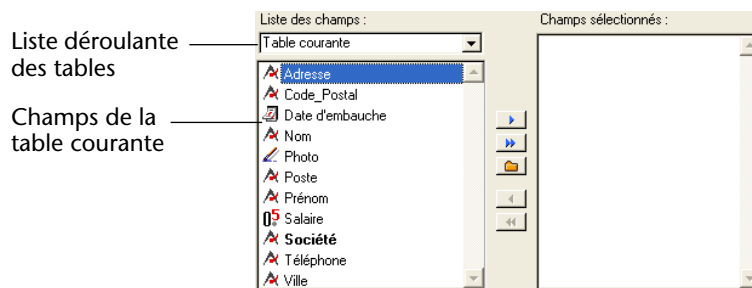 Liste des champs :
Champs sélectionnés :
Liste déroulante
des tables
Table courante
Champs de la
table courante
Adresse
Code_Postal
Date d'embauche
Nom
Photo
Poste
Prénom
Salaire
Société
Téléphone
Ville